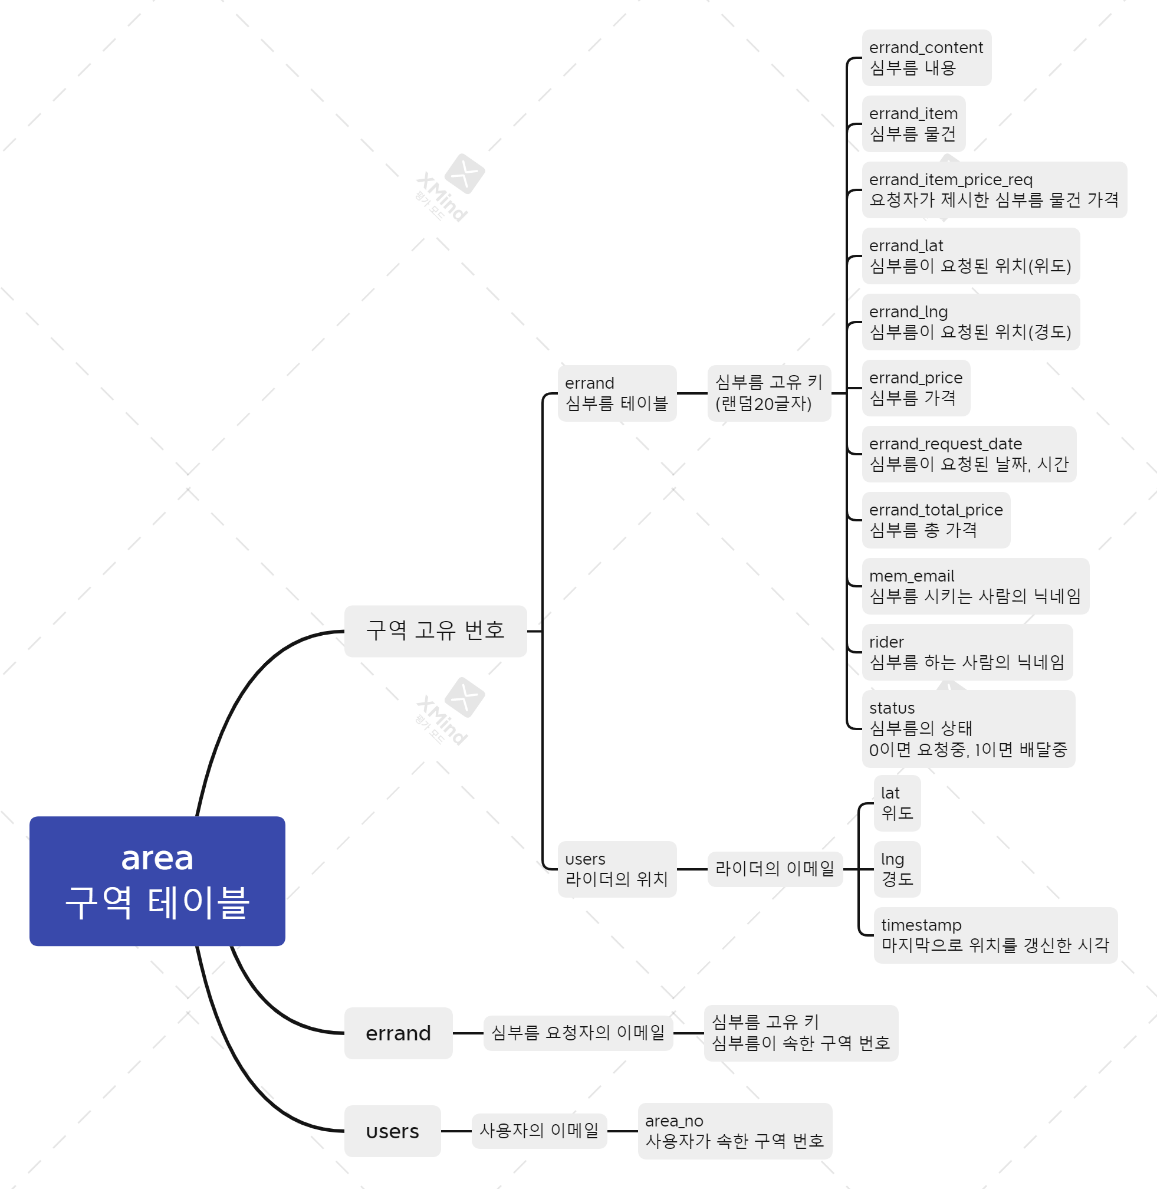 area
구역 테이블
구역 고유 번호
errand
심부름 테이블
심부름 고유 키
(랜덤20글자)
errand_content
심부름 내용
errand_item
심부름 물건
errand_item_price_req
요청자가 제시한 심부름 물건 가격
errand_lat
심부름이 요청된 위치(위도)
errand_lng
심부름이 요청된 위치(경도)
errand_price
심부름 가격
errand_request_date
심부름이 요청된 날짜, 시간
errand_total_price
심부름 총 가격
mem_email
심부름 시키는 사람의 닉네임
rider
심부름 하는 사람의 닉네임
status
심부름의 상태
0이면 요청중, 1이면 배달중
users
라이더의 위치
라이더의 이메일
lat
위도
lng
경도
timestamp
마지막으로 위치를 갱신한 시각
errand
심부름 요청자의 이메일
심부름 고유 키
심부름이 속한 구역 번호
users
사용자의 이메일
area_no
사용자가 속한 구역 번호
XMind
평가 모드
XMind
평가 모드